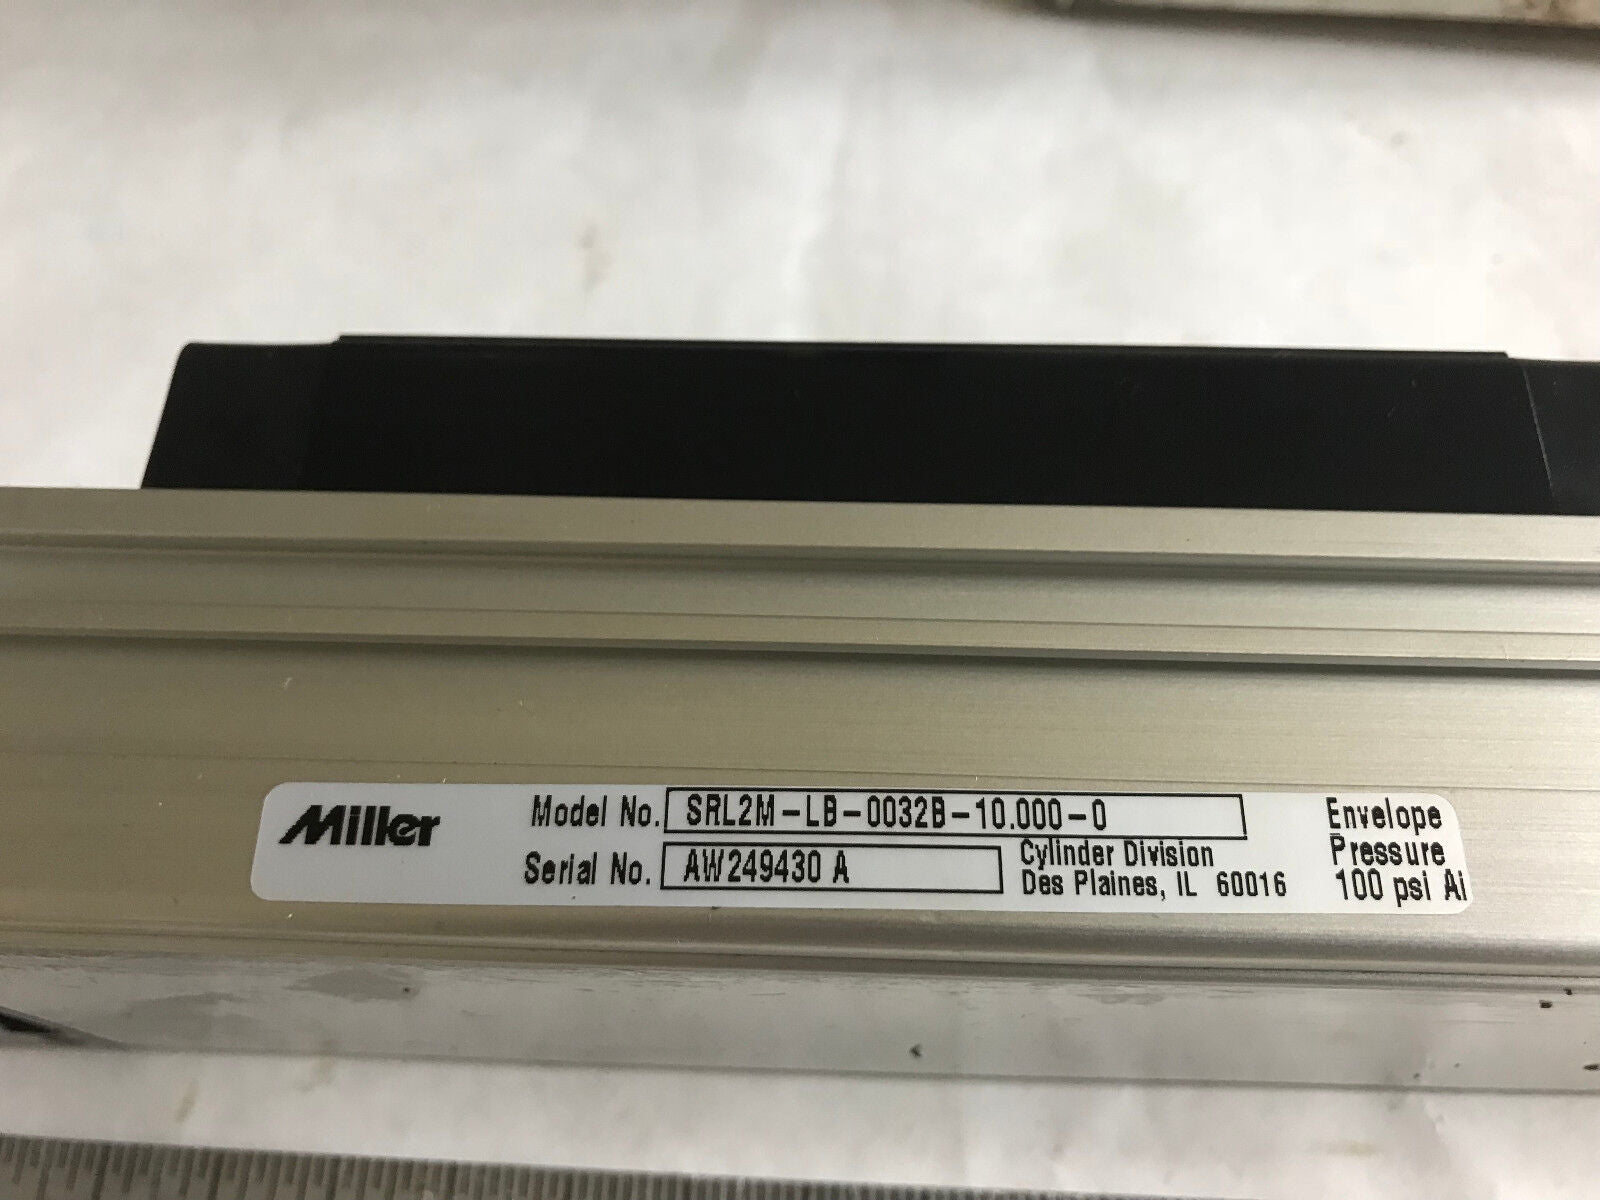 Miller
Model No. SRL2M-LB-0032B-10.000-0
Serial No. AW249430 A
Cylinder Division
Des Plaines, IL 60016
Envelope
Pressure
100 psi Ai